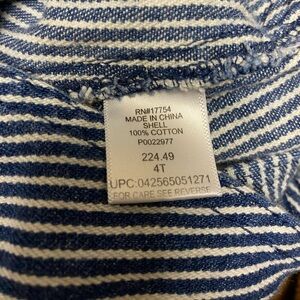 RN#17754
MADE IN CHINA
SHELL
100% COTTON
P0022977
224.49
4T
UPC:042565051271
FOR CARE SEE REVERSE